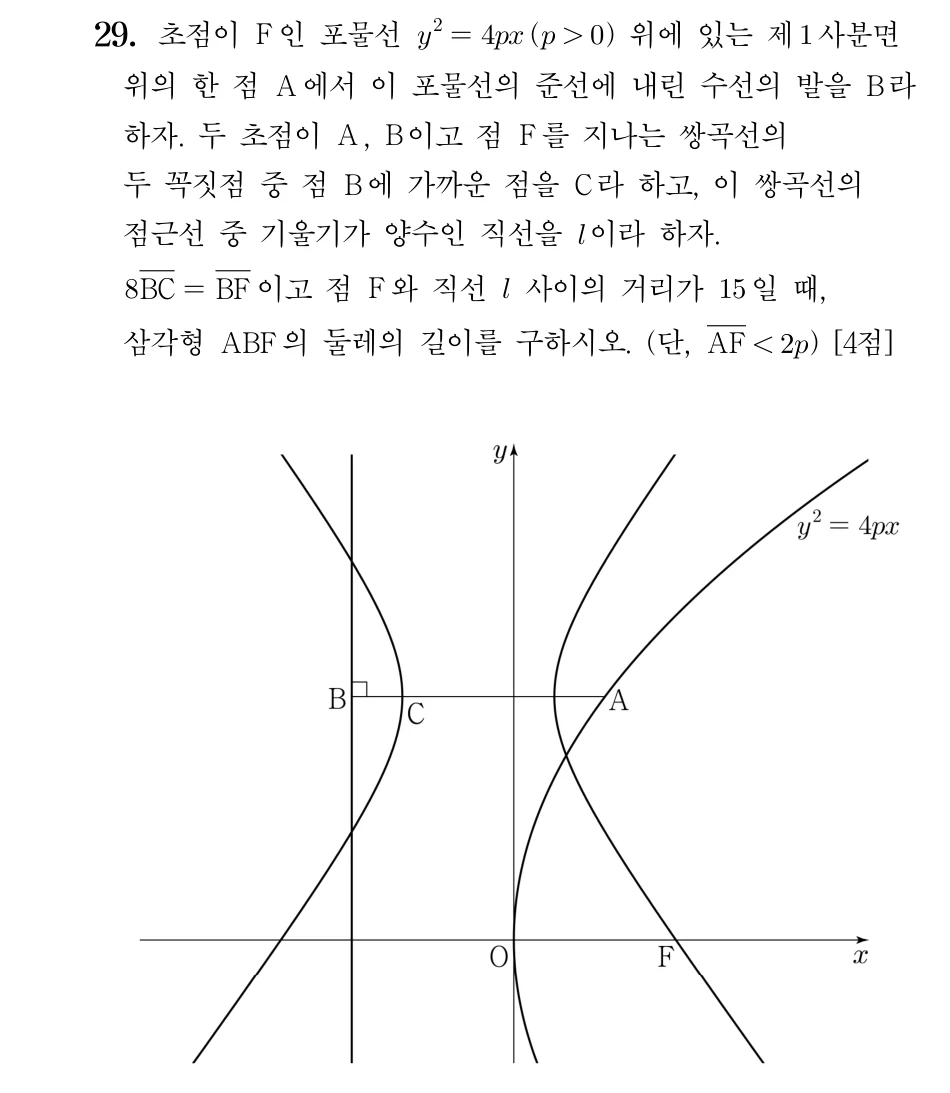 29. 초점이 F인 포물선 y² = 4px (p > 0) 위에 있는 제1사분면
위의 한 점 A에서 이 포물선의 준선에 내린 수선의 발을 B라
하자. 두 초점이 A, B이고 점 F를 지나는 쌍곡선의
두 꼭짓점 중 점 B에 가까운 점을 C라 하고, 이 쌍곡선의
점근선 중 기울기가 양수인 직선을 l이라 하자.
8B̅C̅ = B̅F̅이고 점 F와 직선 l 사이의 거리가 15일 때,
삼각형 ABF의 둘레의 길이를 구하시오. (단, A̅F̅ < 2p) [4점]
y
y² = 4px
B
C
A
O
F
x